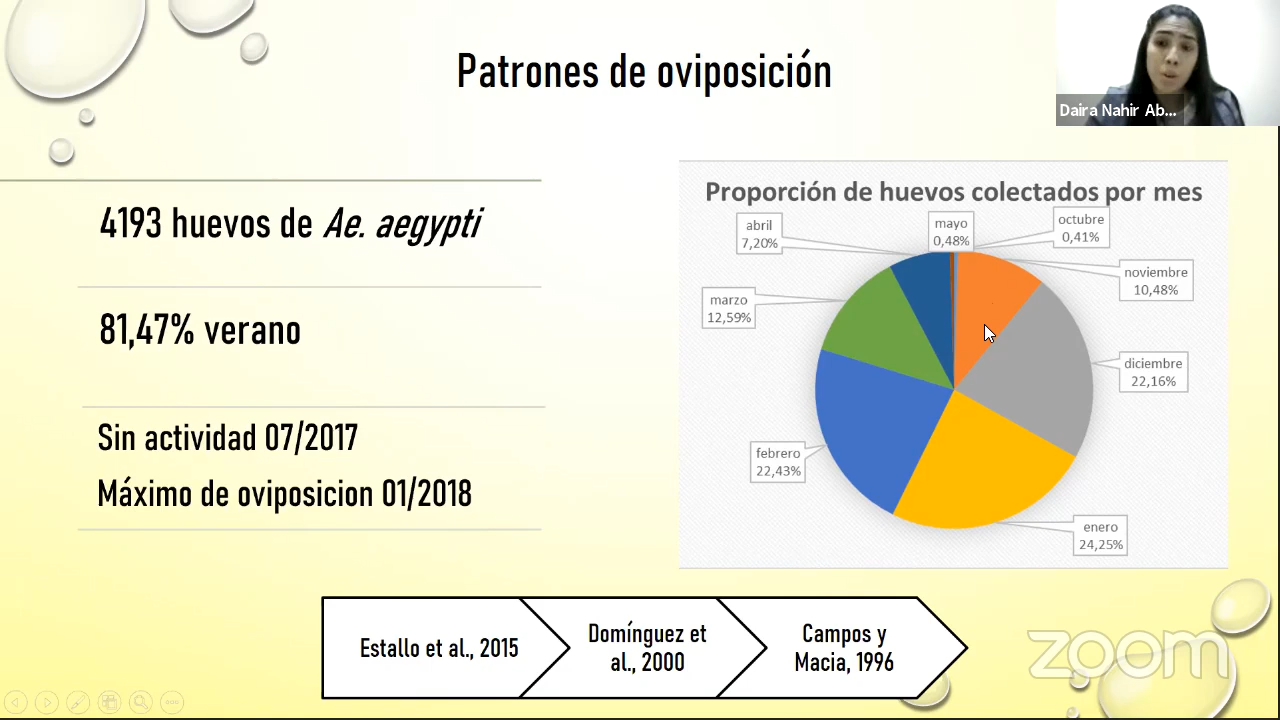 Patrones de oviposición
Daira Nahir Ab...
4193 huevos de Ae. aegypti
81,47% verano
Sin actividad 07/2017
Máximo de oviposicion 01/2018
Proporción de huevos colectados por mes
abril
7,20%
mayo
0,48%
octubre
0,41%
noviembre
10,48%
marzo
12,59%
diciembre
22,16%
febrero
22,43%
enero
24,25%
Estallo et al., 2015
Domínguez et
al., 2000
Campos y
Macia, 1996
zoom